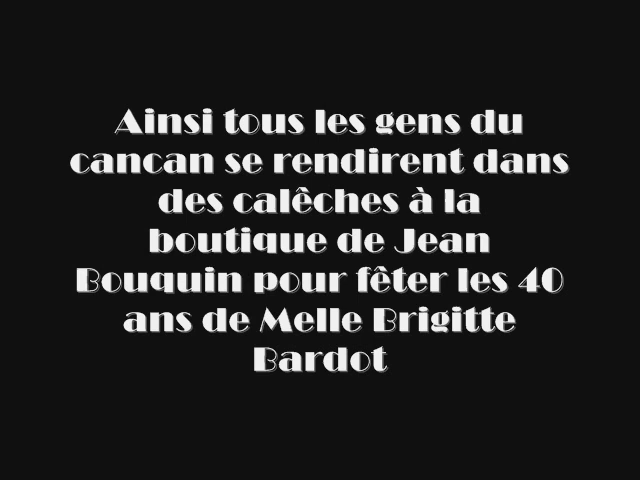 Ainsi tous les gens du
cancan se rendirent dans
des calêches à la
boutique de Jean
Bouquin pour fêter les 40
ans de Melle Brigitte
Bardot